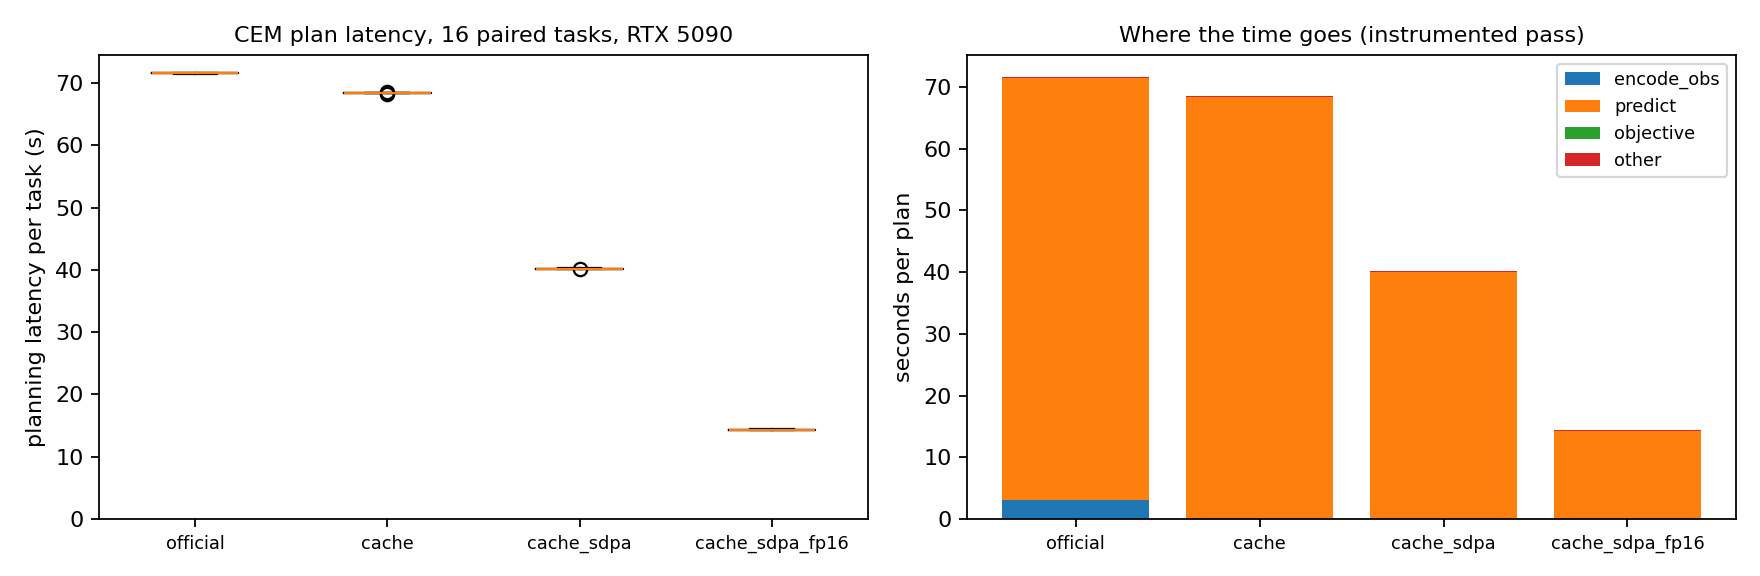 CEM plan latency, 16 paired tasks, RTX 5090
planning latency per task (s)
70
60
50
40
30
20
10
0
official
cache
cache_sdpa
cache_sdpa_fp16
Where the time goes (instrumented pass)
seconds per plan
70
60
50
40
30
20
10
0
encode_obs
predict
objective
other
official
cache
cache_sdpa
cache_sdpa_fp16